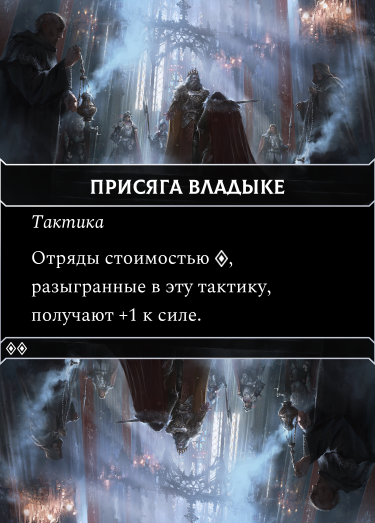 ПРИСЯГА ВЛАДЫКЕ
Тактика
Отряды стоимостью ,
разыгранные в эту тактику,
получают +1 к силе.